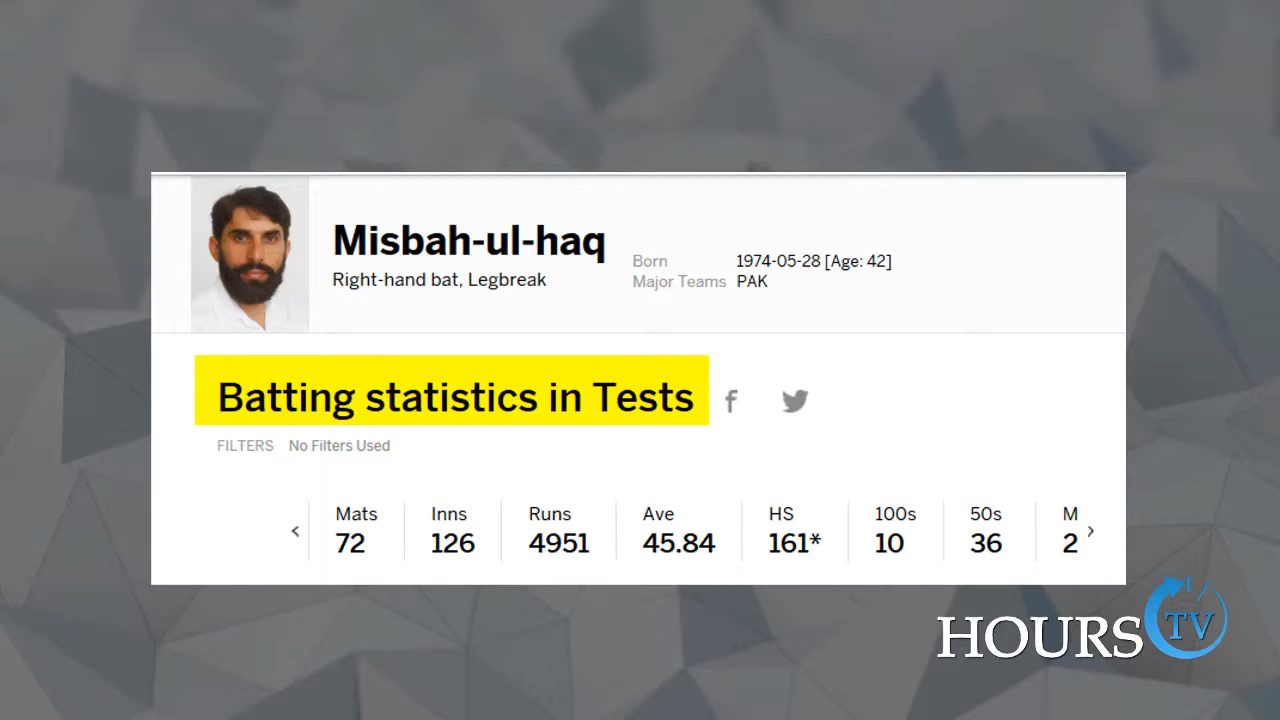 Misbah-ul-haq
Right-hand bat, Legbreak
Born 1974-05-28 [Age: 42]
Major Teams PAK
Batting statistics in Tests
FILTERS No Filters Used
Mats Inns Runs Ave HS 100s 50s M
72 126 4951 45.84 161* 10 36 2
HOURS TV